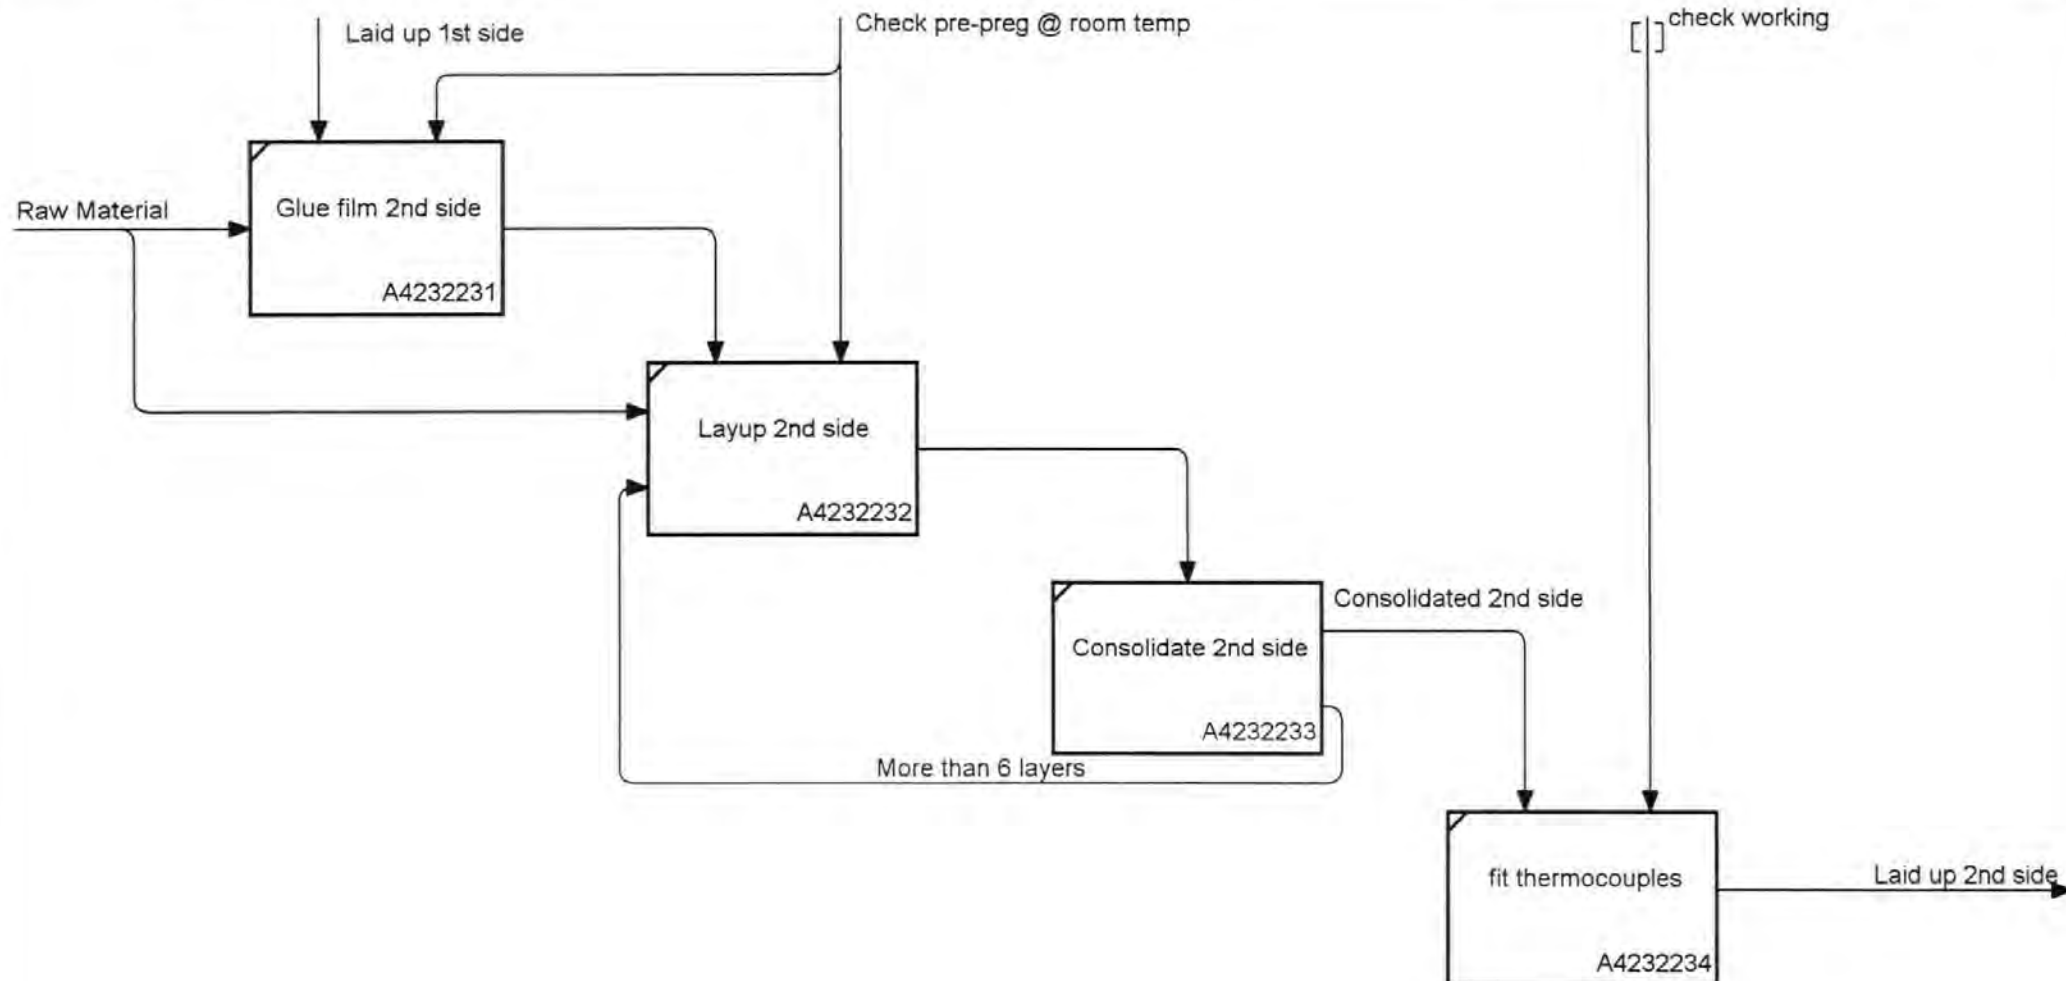 Laid up 1st side
Check pre-preg @ room temp
check working
Raw Material
Glue film 2nd side
A4232231
Layup 2nd side
A4232232
Consolidated 2nd side
Consolidate 2nd side
A4232233
More than 6 layers
fit thermocouples
Laid up 2nd side
A4232234